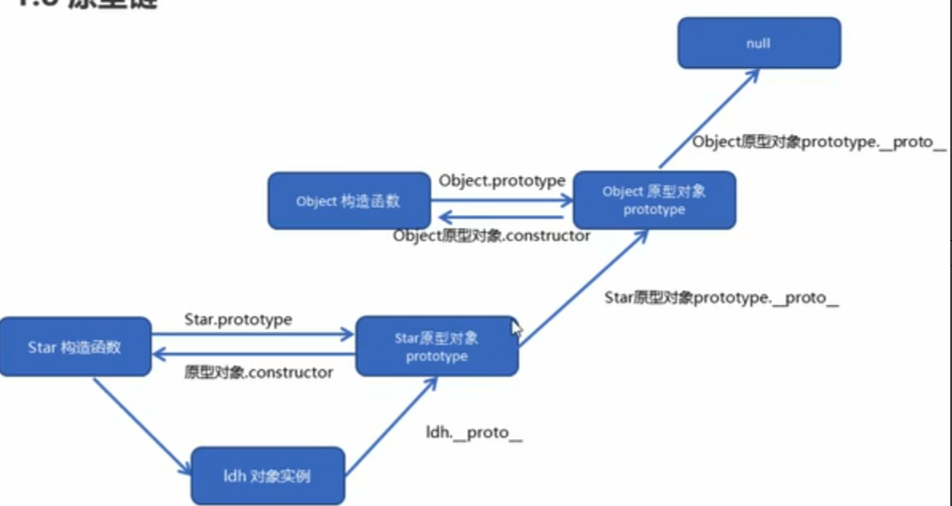 1.6 原型链
null
Object原型对象prototype.__proto__
Object.prototype
Object 构造函数
Object 原型对象
prototype
Object原型对象.constructor
Star原型对象prototype.__proto__
Star.prototype
Star 构造函数
Star原型对象
prototype
原型对象.constructor
ldh.__proto__
ldh 对象实例